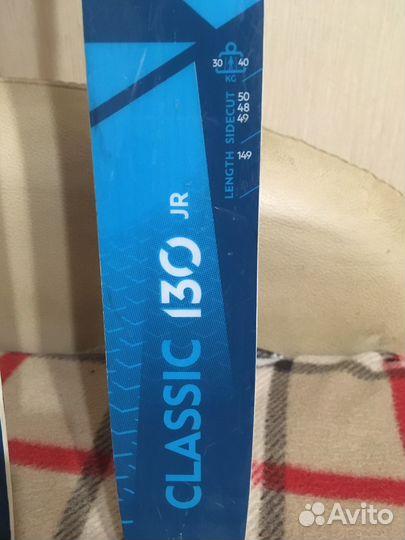 30 40
KG
SIDECUT 50 48 49
LENGTH 149
CLASSIC 130 JR
Avito